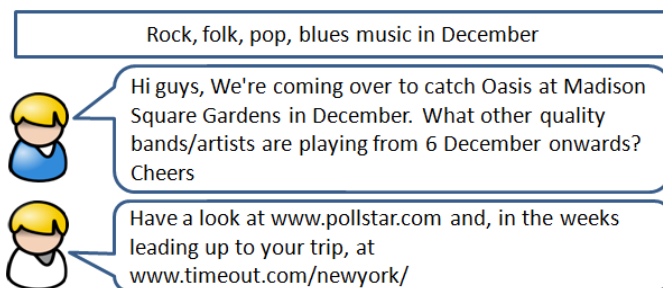 Rock, folk, pop, blues music in December
Hi guys, We're coming over to catch Oasis at Madison
Square Gardens in December. What other quality
bands/artists are playing from 6 December onwards?
Cheers
Have a look at www.pollstar.com and, in the weeks
leading up to your trip, at
www.timeout.com/newyork/